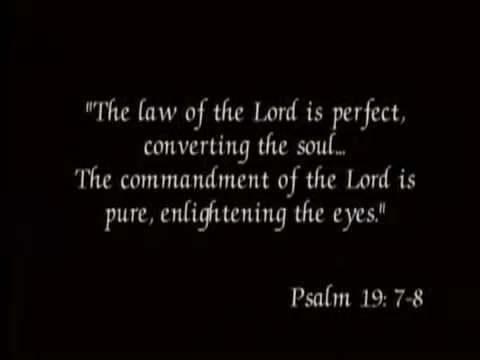 "The law of the Lord is perfect,
converting the soul...
The commandment of the Lord is
pure, enlightening the eyes."
Psalm 19: 7-8